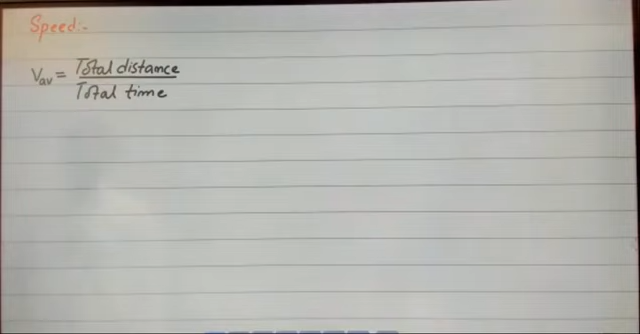 Speed:-
Vav = Total distance
Total time